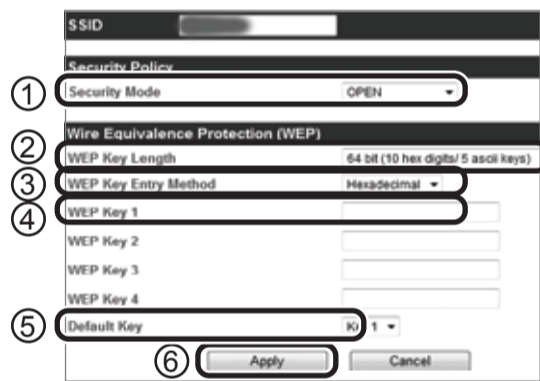 SSID
Security Policy
① Security Mode OPEN
Wire Equivalence Protection (WEP)
② WEP Key Length 64 bit (10 hex digits/ 5 ascii keys)
③ WEP Key Entry Method Hexadecimal
④ WEP Key 1
WEP Key 2
WEP Key 3
WEP Key 4
⑤ Default Key Key 1
⑥ Apply Cancel